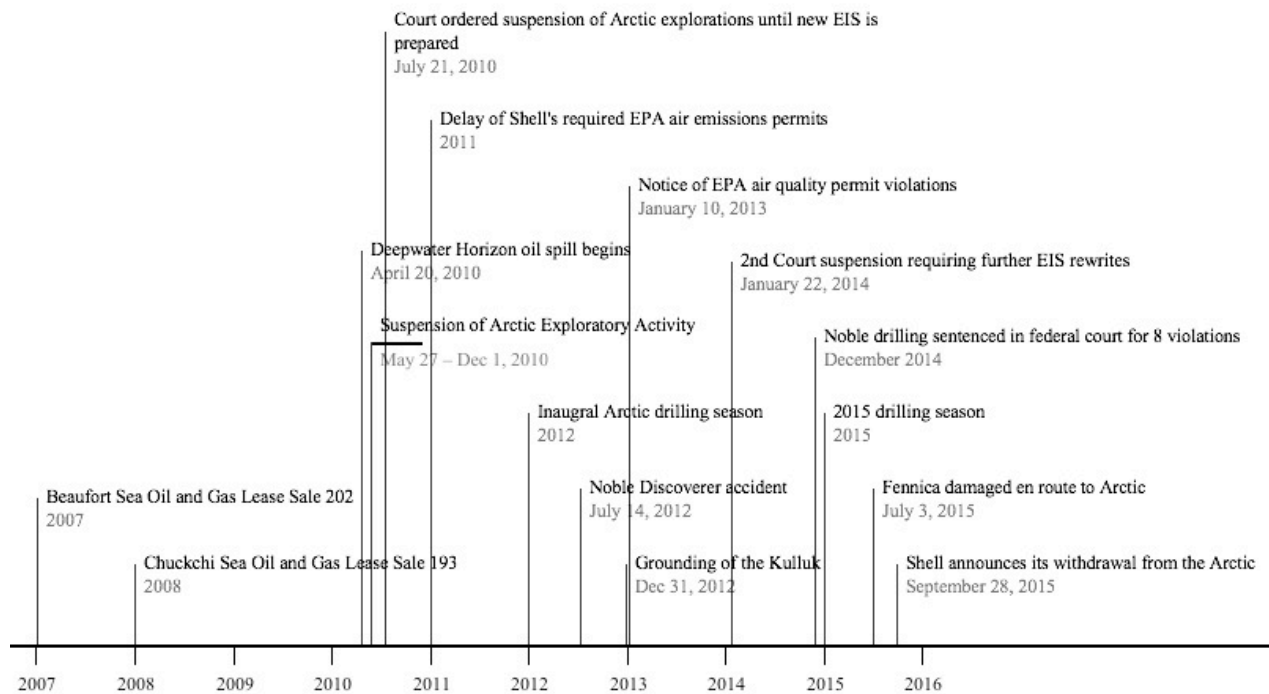 Court ordered suspension of Arctic explorations until new EIS is
prepared
July 21, 2010
Delay of Shell's required EPA air emissions permits
2011
Notice of EPA air quality permit violations
January 10, 2013
Deepwater Horizon oil spill begins
April 20, 2010
2nd Court suspension requiring further EIS rewrites
January 22, 2014
Suspension of Arctic Exploratory Activity
May 27 – Dec 1, 2010
Noble drilling sentenced in federal court for 8 violations
December 2014
Inaugral Arctic drilling season
2012
2015 drilling season
2015
Beaufort Sea Oil and Gas Lease Sale 202
2007
Noble Discoverer accident
July 14, 2012
Fennica damaged en route to Arctic
July 3, 2015
Chuckchi Sea Oil and Gas Lease Sale 193
2008
Grounding of the Kulluk
Dec 31, 2012
Shell announces its withdrawal from the Arctic
September 28, 2015
2007 2008 2009 2010 2011 2012 2013 2014 2015 2016